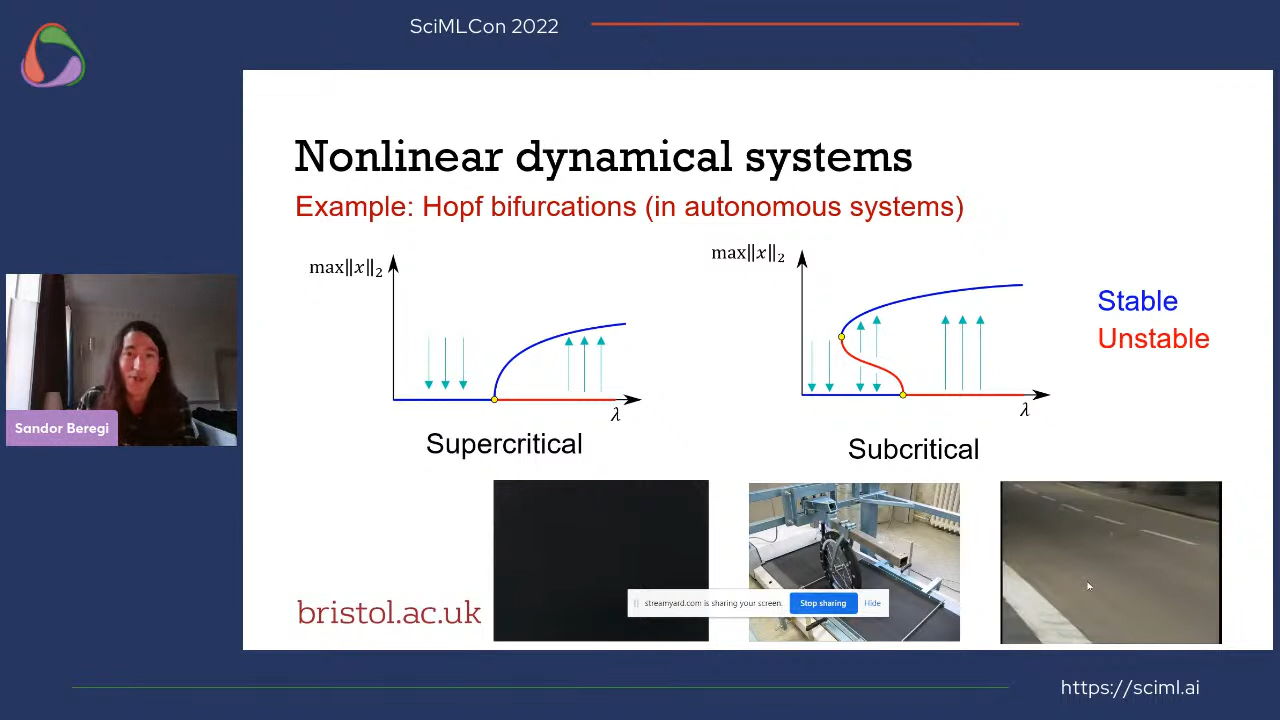 SciMLCon 2022
Nonlinear dynamical systems
Example: Hopf bifurcations (in autonomous systems)
max‖x‖₂
λ
Supercritical
max‖x‖₂
λ
Subcritical
Stable
Unstable
Sandor Beregi
streamyard.com is sharing your screen.
Stop sharing
Hide
bristol.ac.uk
https://sciml.ai